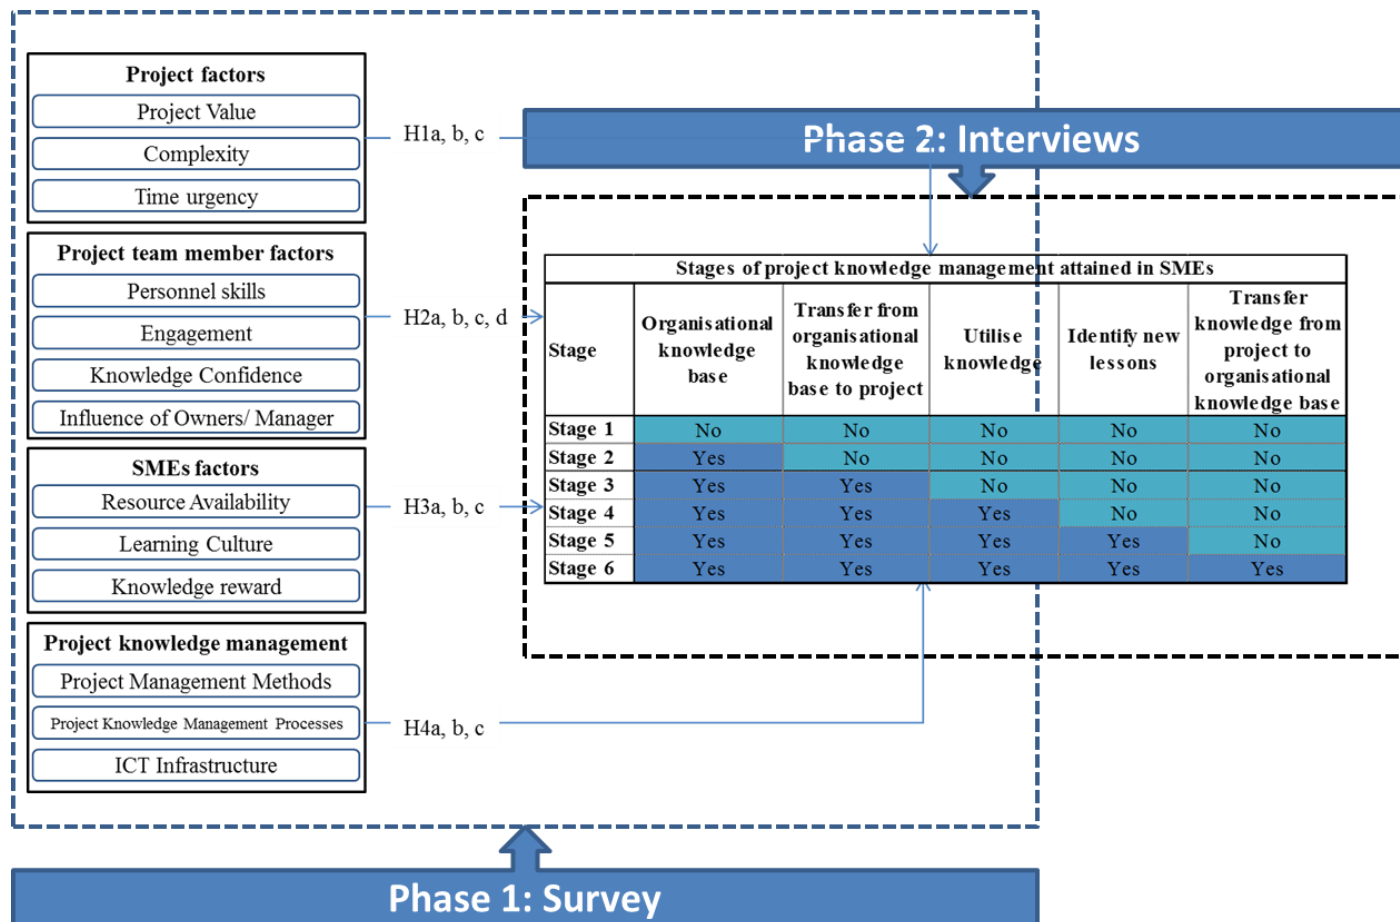 Project factors
Project Value
Complexity
Time urgency
H1a, b, c
Project team member factors
Personnel skills
Engagement
Knowledge Confidence
Influence of Owners/ Manager
H2a, b, c, d
SMEs factors
Resource Availability
Learning Culture
Knowledge reward
H3a, b, c
Project knowledge management
Project Management Methods
Project Knowledge Management Processes
ICT Infrastructure
H4a, b, c
Phase 2: Interviews
Stages of project knowledge management attained in SMEs
Stage
Organisational
knowledge
base
Transfer from
organisational
knowledge
base to project
Utilise
knowledge
Identify new
lessons
Transfer
knowledge from
project to
organisational
knowledge base
Stage 1 No No No No No
Stage 2 Yes No No No No
Stage 3 Yes Yes No No No
Stage 4 Yes Yes Yes No No
Stage 5 Yes Yes Yes Yes No
Stage 6 Yes Yes Yes Yes Yes
Phase 1: Survey